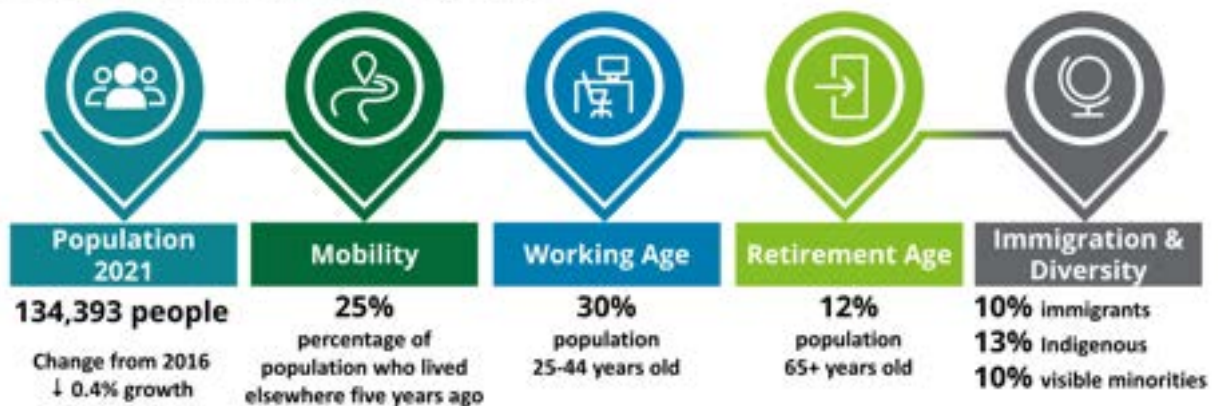 Population
2021
134,393 people
Change from 2016
↓ 0.4% growth
Mobility
25%
percentage of
population who lived
elsewhere five years ago
Working Age
30%
population
25-44 years old
Retirement Age
12%
population
65+ years old
Immigration &
Diversity
10% immigrants
13% Indigenous
10% visible minorities